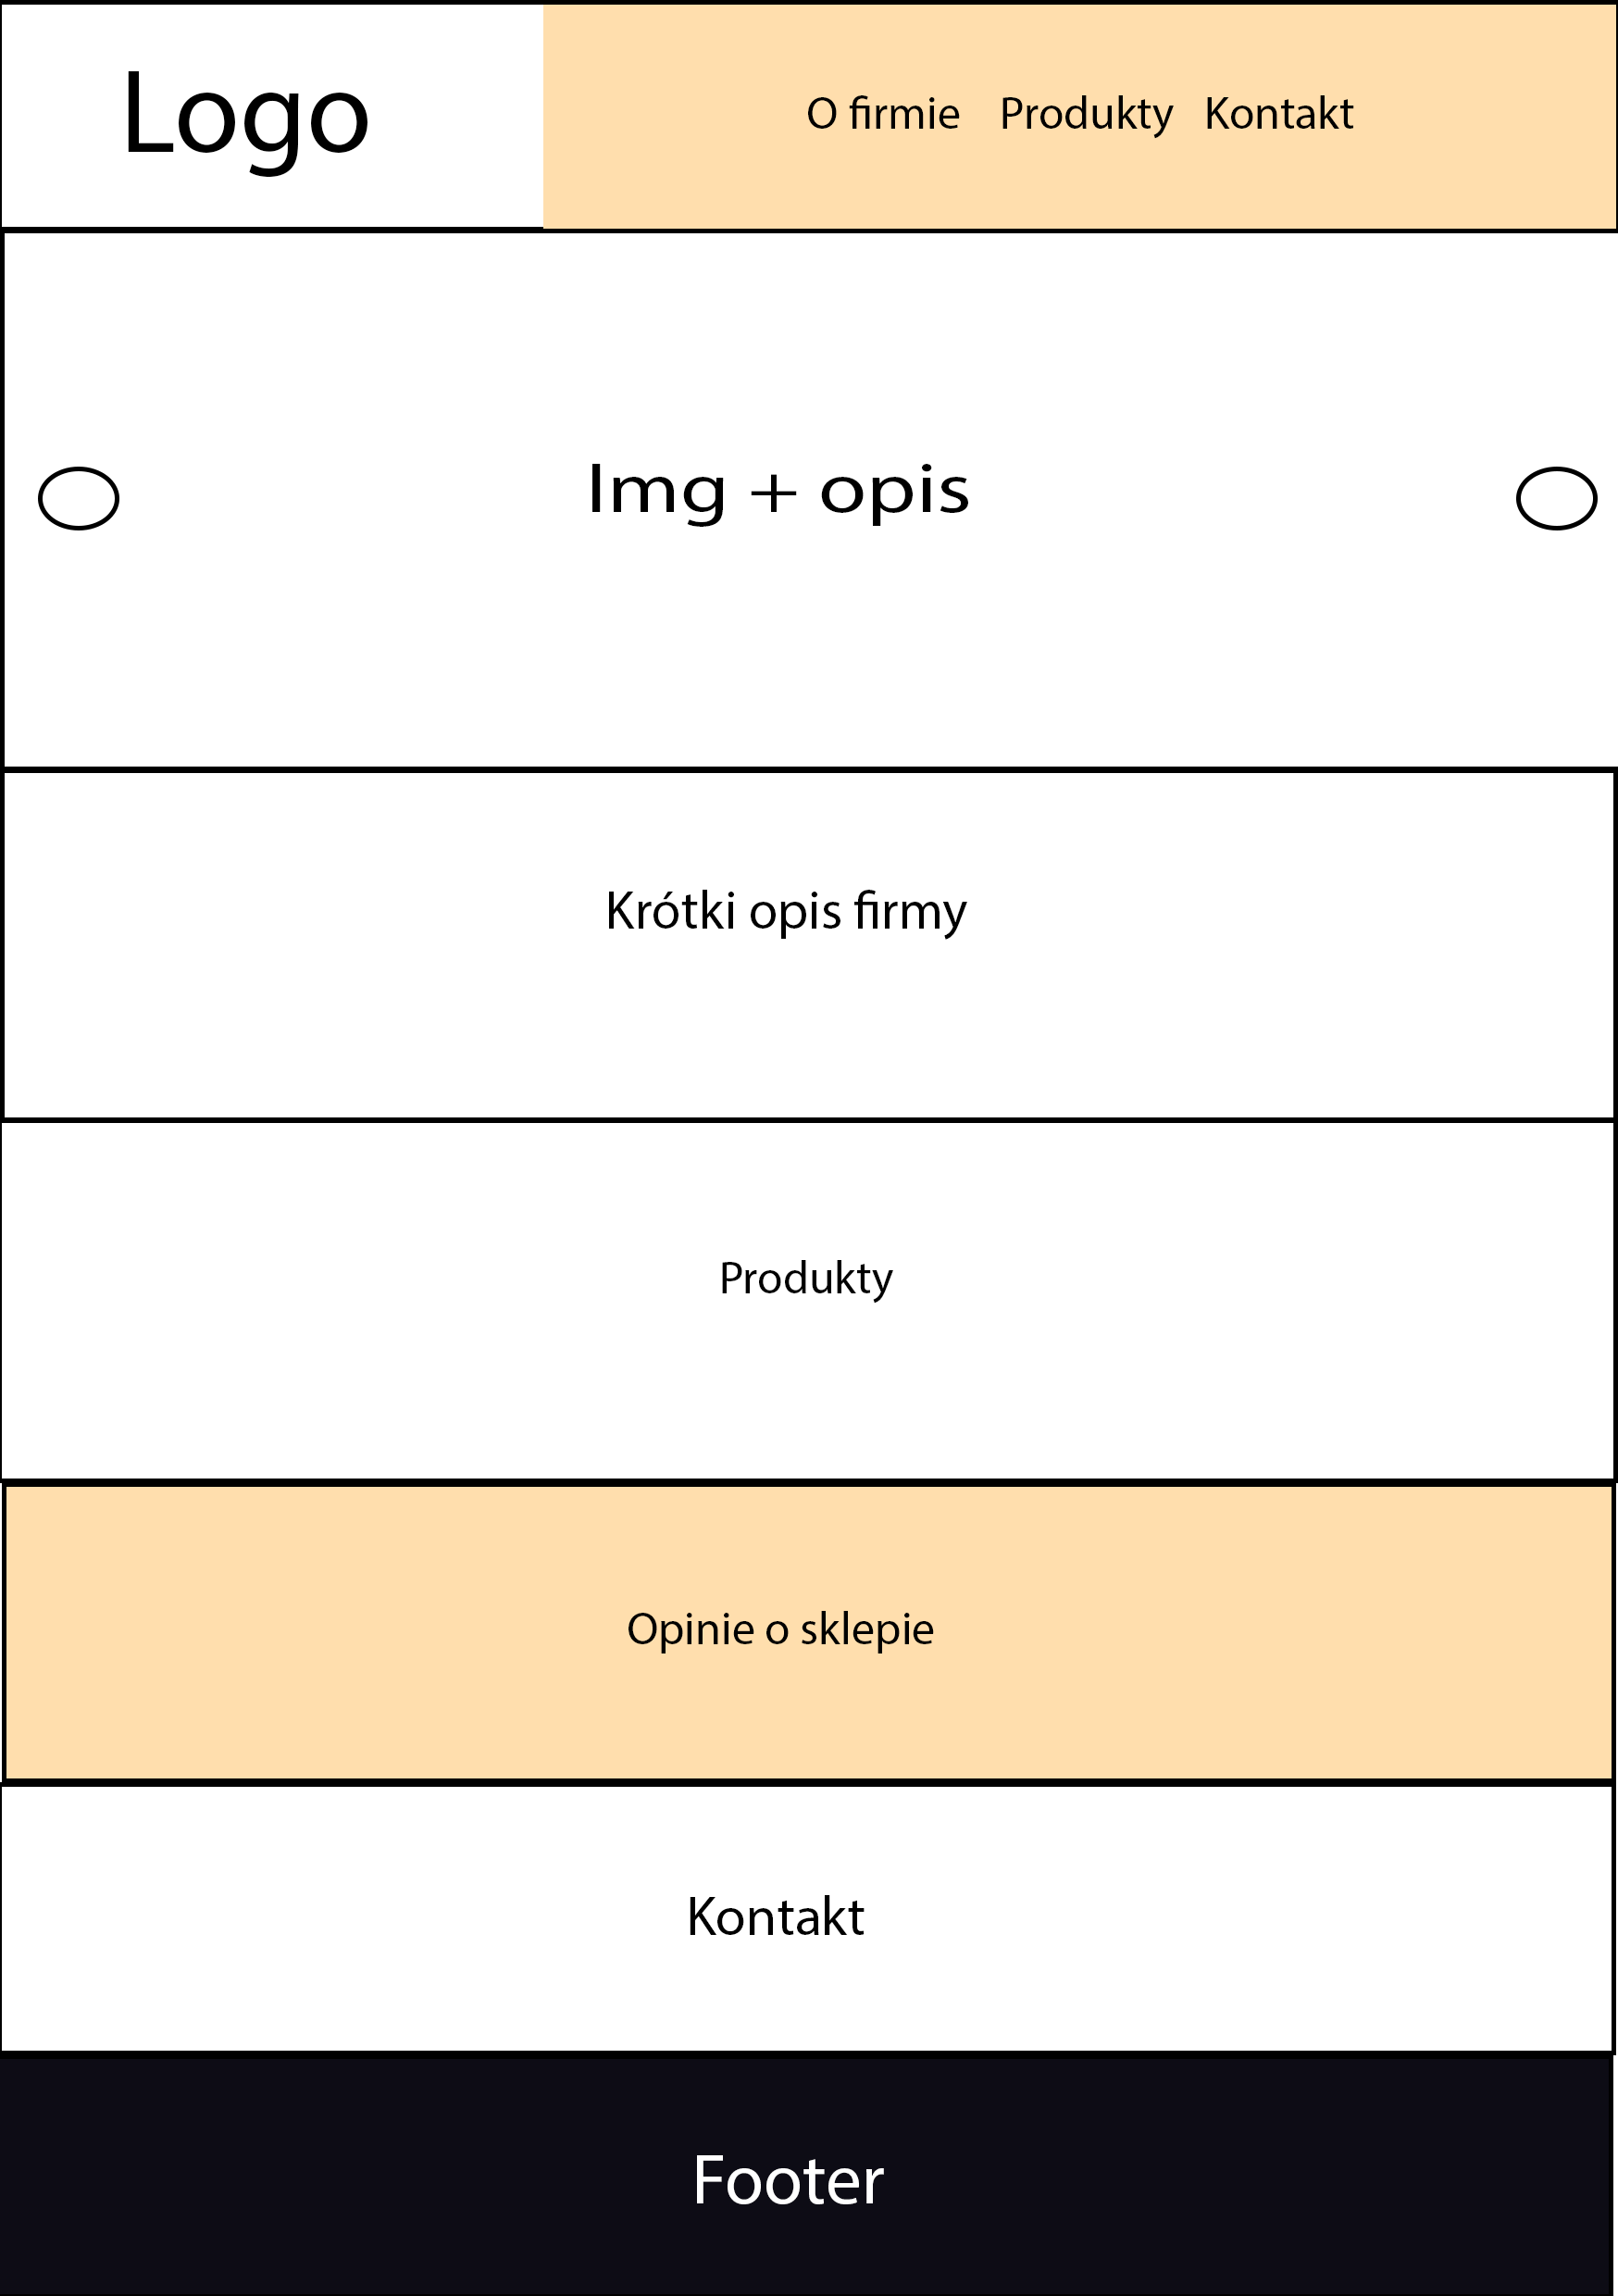 Logo
O firmie Produkty Kontakt
Img + opis
Krótki opis firmy
Produkty
Opinie o sklepie
Kontakt
Footer